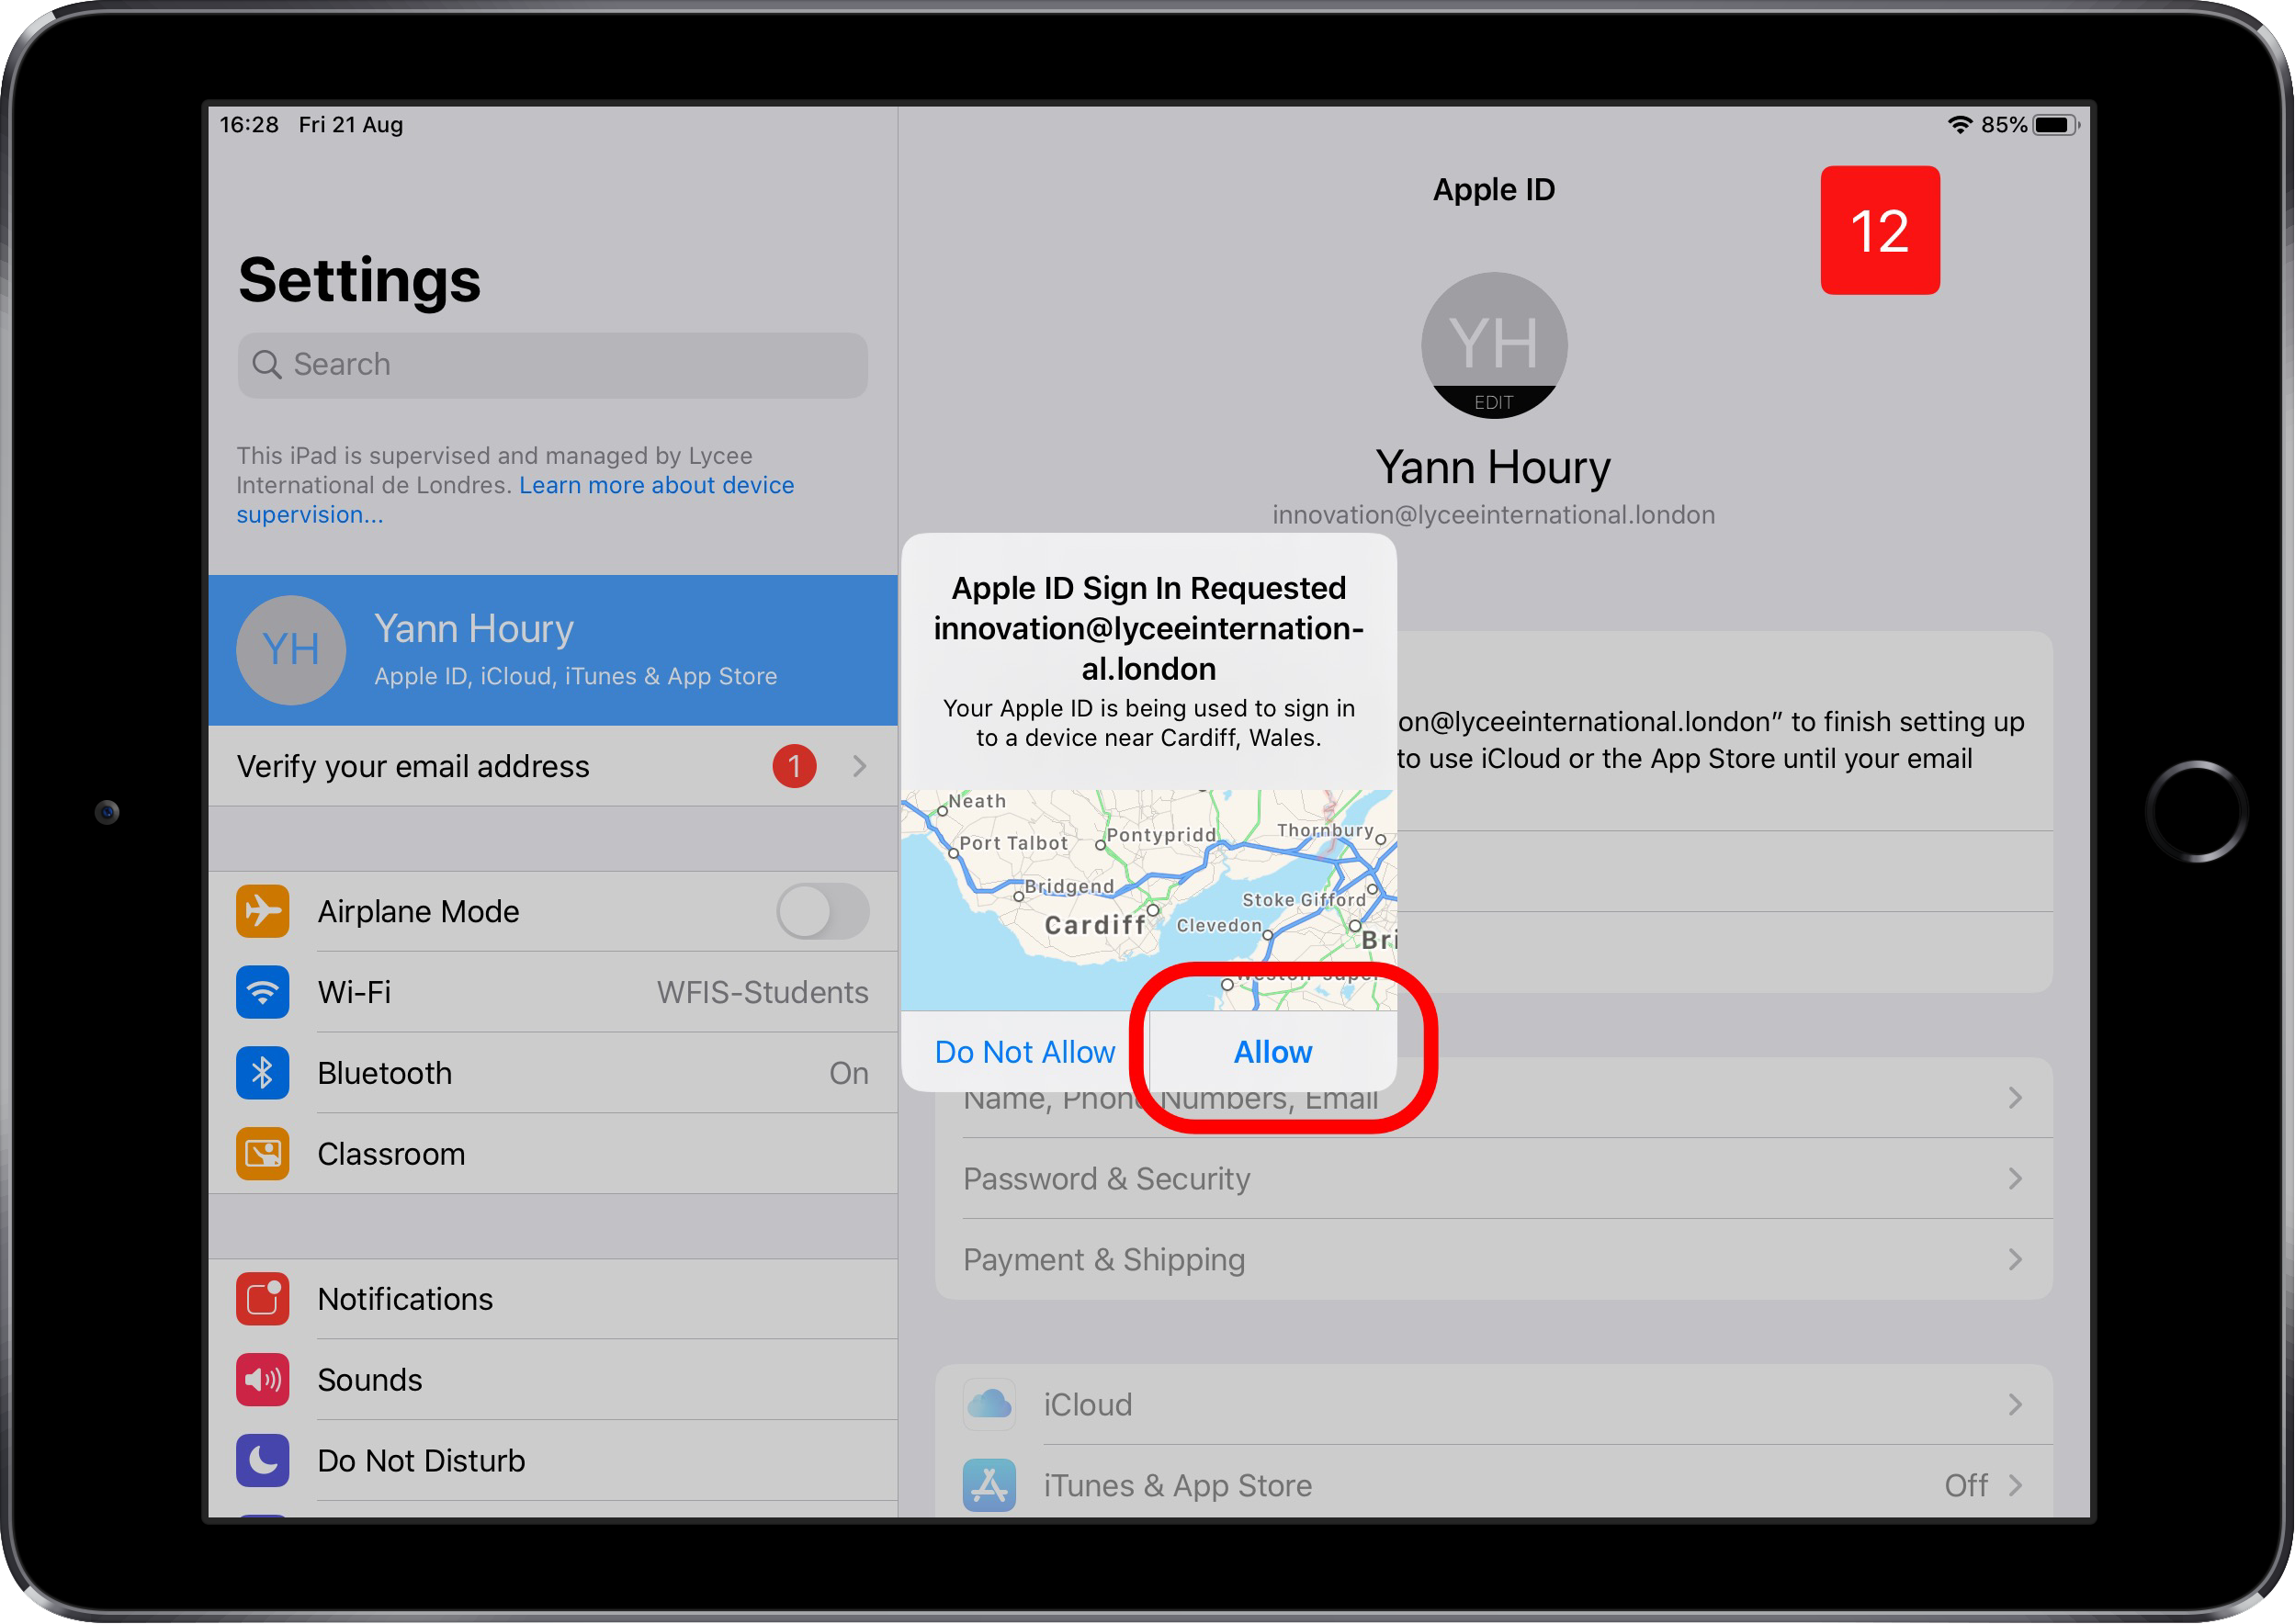 16:28 Fri 21 Aug
85%
Settings
Search
This iPad is supervised and managed by Lycee
International de Londres. Learn more about device
supervision...
YH
Yann Houry
Apple ID, iCloud, iTunes & App Store
Verify your email address
1
Airplane Mode
Wi-Fi
WFIS-Students
Bluetooth
On
Classroom
Notifications
Sounds
Do Not Disturb
Apple ID
12
YH
EDIT
Yann Houry
innovation@lyceeinternational.london
on@lyceeinternational.london” to finish setting up
to use iCloud or the App Store until your email
Apple ID Sign In Requested
innovation@lyceeinternation-
al.london
Your Apple ID is being used to sign in
to a device near Cardiff, Wales.
Neath
Port Talbot
Pontypridd
Thornbury
Bridgend
Stoke Gifford
Cardiff
Clevedon
Bri
Weston-super
Do Not Allow
Allow
Name, Phone Numbers, Email
Password & Security
Payment & Shipping
iCloud
iTunes & App Store
Off